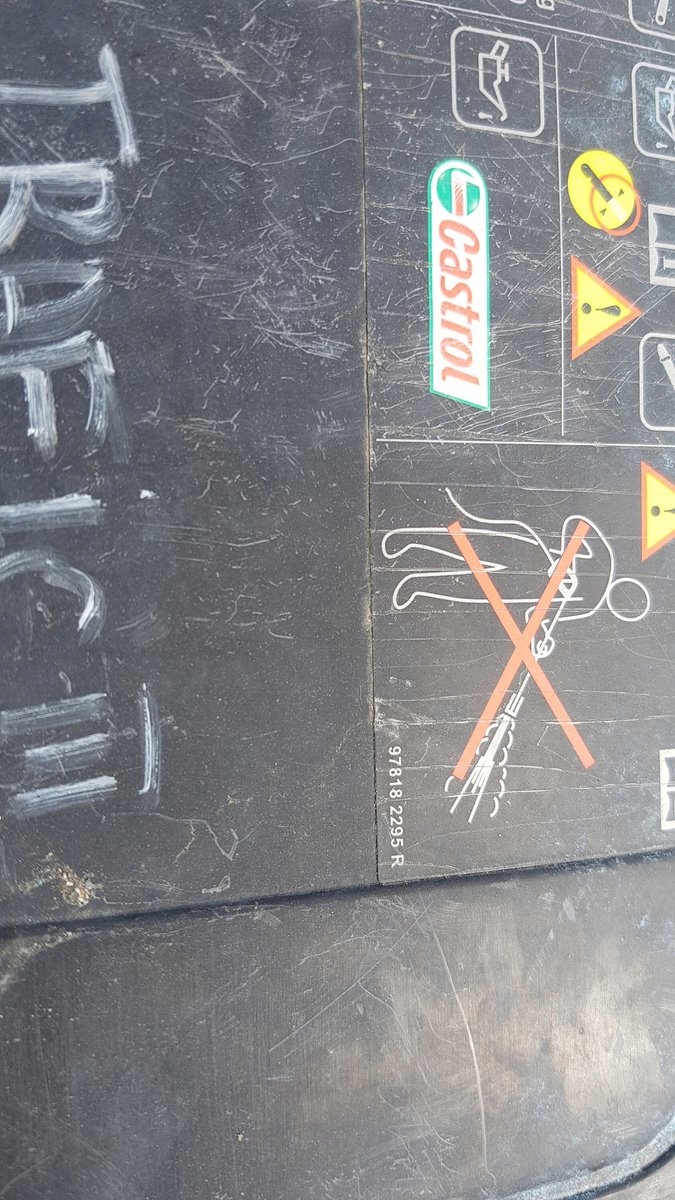 Castrol
97818 2295 R
TRAFIC III